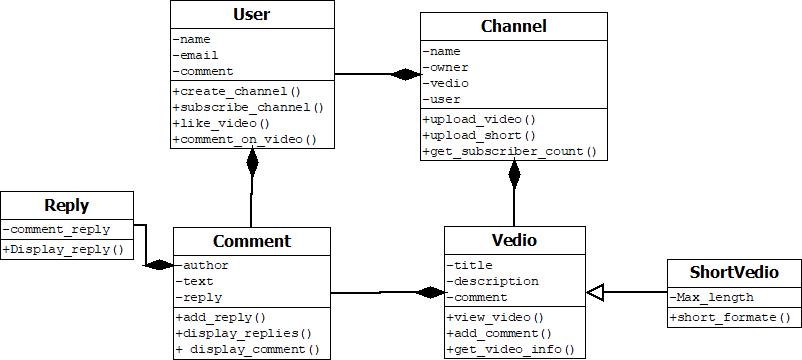 User
-name
-email
-comment
+create_channel()
+subscribe_channel()
+like_video()
+comment_on_video()
Channel
-name
-owner
-vedio
-user
+upload_video()
+upload_short()
+get_subscriber_count()
Reply
-comment_reply
+Display_reply()
Comment
-author
-text
-reply
+add_reply()
+display_replies()
+ display_comment()
Vedio
-title
-description
-comment
+view_video()
+add_comment()
+get_video_info()
ShortVedio
-Max_length
+short_formate()